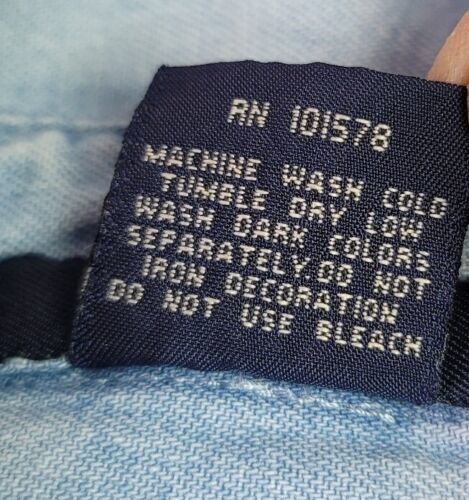 RN 101578
MACHINE WASH COLD
TUMBLE DRY LOW
WASH DARK COLORS
SEPARATELY.DO NOT
IRON DECORATION
DO NOT USE BLEACH